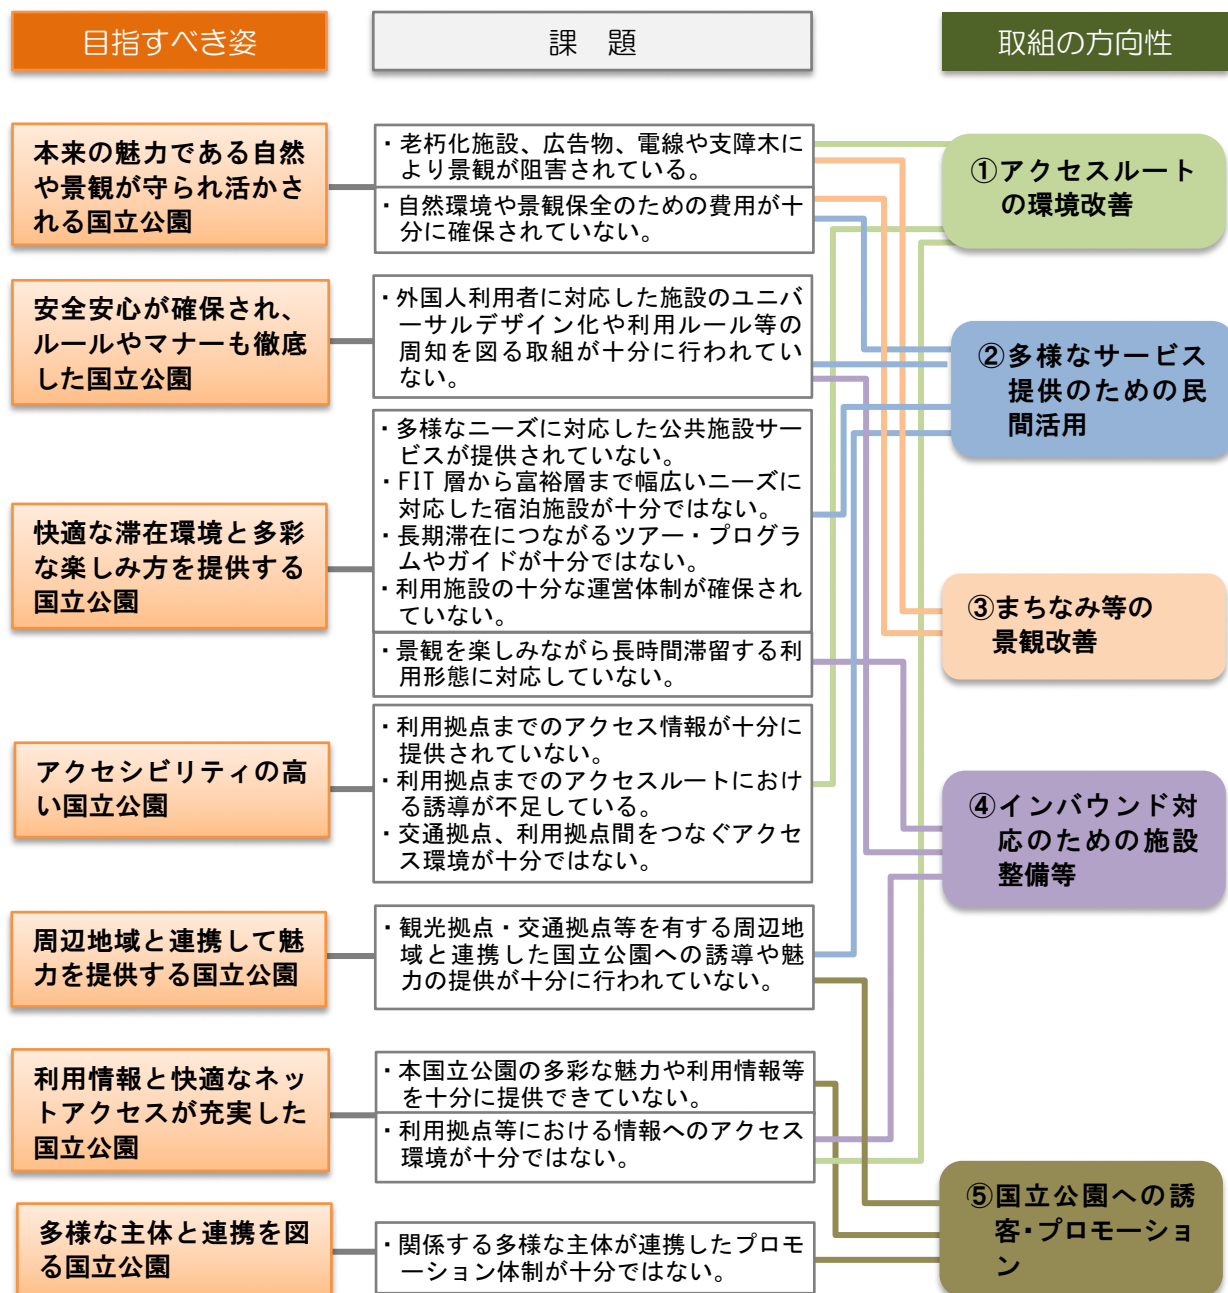 目指すべき姿
課　題
取組の方向性
本来の魅力である自然
や景観が守られ活かさ
れる国立公園
・老朽化施設、広告物、電線や支障木に
より景観が阻害されている。
・自然環境や景観保全のための費用が十
分に確保されていない。
①アクセスルート
の環境改善
安全安心が確保され、
ルールやマナーも徹底
した国立公園
・外国人利用者に対応した施設のユニバ
ーサルデザイン化や利用ルール等の
周知を図る取組が十分に行われてい
ない。
②多様なサービス
提供のための民
間活用
快適な滞在環境と多彩
な楽しみ方を提供する
国立公園
・多様なニーズに対応した公共施設サー
ビスが提供されていない。
・FIT 層から富裕層まで幅広いニーズに
対応した宿泊施設が十分ではない。
・長期滞在につながるツアー・プログラ
ムやガイドが十分ではない。
・利用施設の十分な運営体制が確保され
ていない。
・景観を楽しみながら長時間滞留する利
用形態に対応していない。
③まちなみ等の
景観改善
アクセシビリティの高
い国立公園
・利用拠点までのアクセス情報が十分に
提供されていない。
・利用拠点までのアクセスルートにおけ
る誘導が不足している。
・交通拠点、利用拠点間をつなぐアクセ
ス環境が十分ではない。
④インバウンド対
応のための施設
整備等
周辺地域と連携して魅
力を提供する国立公園
・観光拠点・交通拠点等を有する周辺地
域と連携した国立公園への誘導や魅
力の提供が十分に行われていない。
利用情報と快適なネッ
トアクセスが充実した
国立公園
・本国立公園の多彩な魅力や利用情報等
を十分に提供できていない。
・利用拠点等における情報へのアクセス
環境が十分ではない。
⑤国立公園への誘
客・プロモーショ
ン
多様な主体と連携を図
る国立公園
・関係する多様な主体が連携したプロモ
ーション体制が十分ではない。